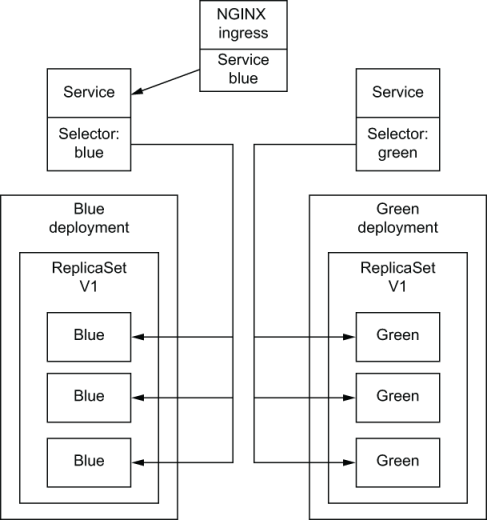 NGINX
ingress
Service
blue
Service
Selector:
blue
Service
Selector:
green
Blue
deployment
ReplicaSet
V1
Blue
Blue
Blue
Green
deployment
ReplicaSet
V1
Green
Green
Green